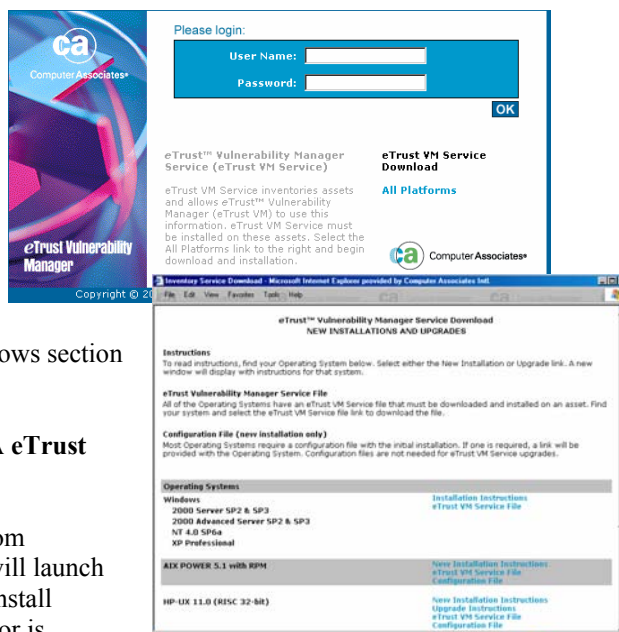 ca
Computer Associates®
eTrust Vulnerability
Manager
Please login:
User Name:
Password:
OK
eTrust™ Vulnerability Manager
Service (eTrust VM Service)
eTrust VM Service inventories assets
and allows eTrust™ Vulnerability
Manager (eTrust VM) to use this
information. eTrust VM Service must
be installed on these assets. Select the
All Platforms link to the right and begin
download and installation.
eTrust VM Service
Download
All Platforms
ca Computer Associates®
Copyright © 20
Inventory Service Download - Microsoft Internet Explorer provided by Computer Associates Intl.
File Edit View Favorites Tools Help
eTrust™ Vulnerability Manager Service Download
NEW INSTALLATIONS AND UPGRADES
Instructions
To read instructions, find your Operating System below. Select either the New Installation or Upgrade link. A new
window will display with instructions for that system.
eTrust Vulnerability Manager Service File
All of the Operating Systems have an eTrust VM Service file that must be downloaded and installed on an asset. Find
your system and select the eTrust VM Service file link to download the file.
Configuration File (new installation only)
Most Operating Systems require a configuration file with the initial installation. If one is required, a link will be
provided with the Operating System. Configuration files are not needed for eTrust VM Service upgrades.
Operating Systems
Windows
2000 Server SP2 & SP3
2000 Advanced Server SP2 & SP3
NT 4.0 SP6a
XP Professional
Installation Instructions
eTrust VM Service File
AIX POWER 5.1 with RPM
New Installation Instructions
eTrust VM Service File
Configuration File
HP-UX 11.0 (RISC 32-bit)
New Installation Instructions
Upgrade Instructions
eTrust VM Service File
Configuration File
ows section
eTrust
om
will launch
nstall
or is